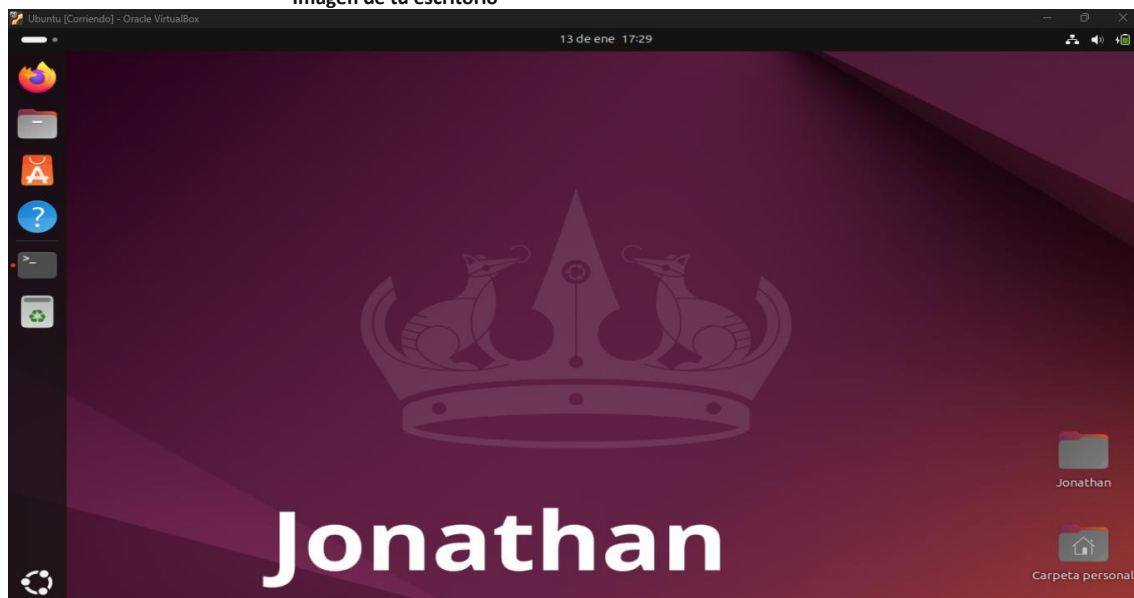 Imagen de tu escritorio
Ubuntu [Corriendo] - Oracle VirtualBox
13 de ene 17:29
Jonathan
Carpeta personal
Jonathan